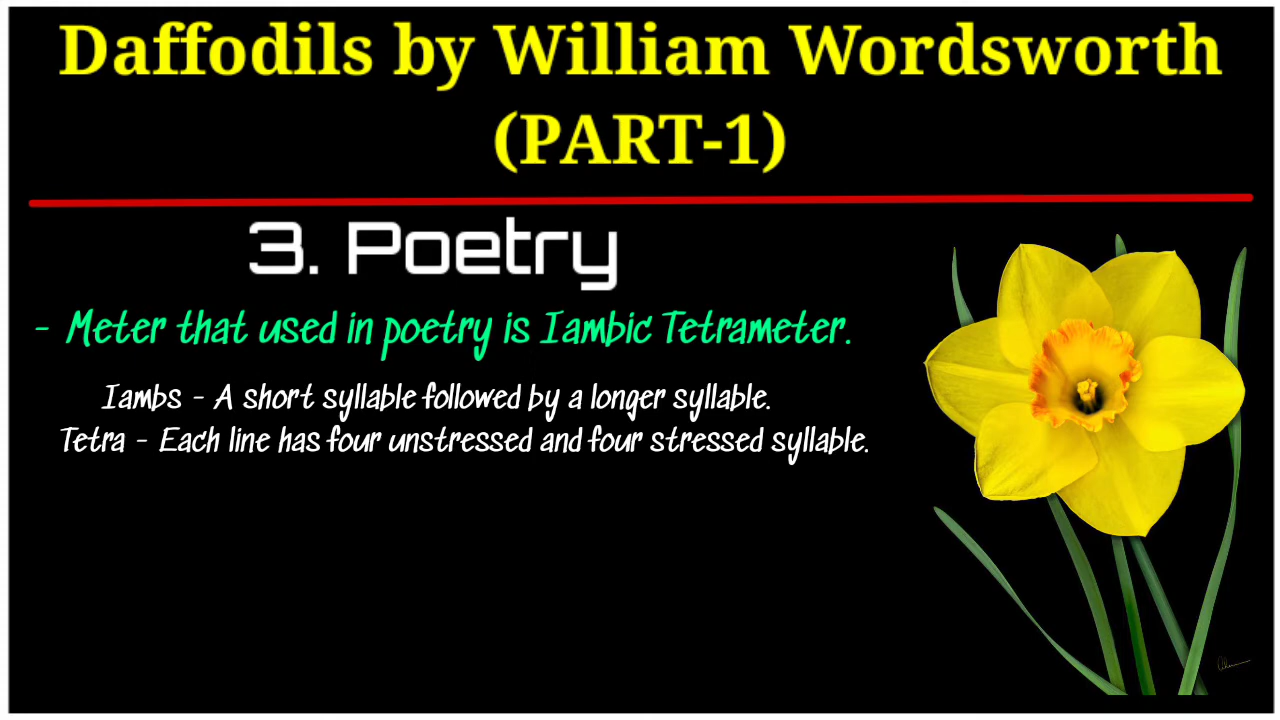 Daffodils by William Wordsworth
(PART-1)
3. Poetry
- Meter that used in poetry is Iambic Tetrameter.
Iambs - A short syllable followed by a longer syllable.
Tetra - Each line has four unstressed and four stressed syllable.